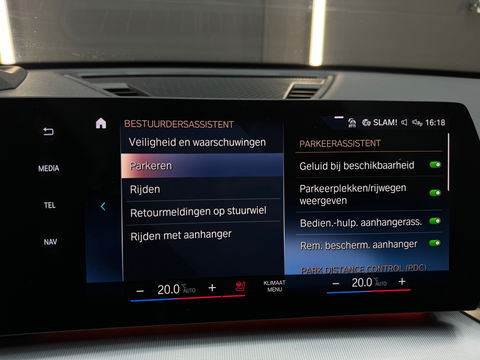 BESTUURDERSASSISTENT
SLAM!
16:18
Veiligheid en waarschuwingen
Parkeren
Rijden
Retourmeldingen op stuurwiel
Rijden met aanhanger
MEDIA
TEL
NAV
PARKEERASSISTENT
Geluid bij beschikbaarheid
Parkeerplekken/rijwegen
weergeven
Bedien.-hulp. aanhangerass.
Rem. bescherm. aanhanger
PARK DISTANCE CONTROL (PDC)
− 20.0 °C AUTO +
KLIMAAT
MENU
− 20.0 °C AUTO +